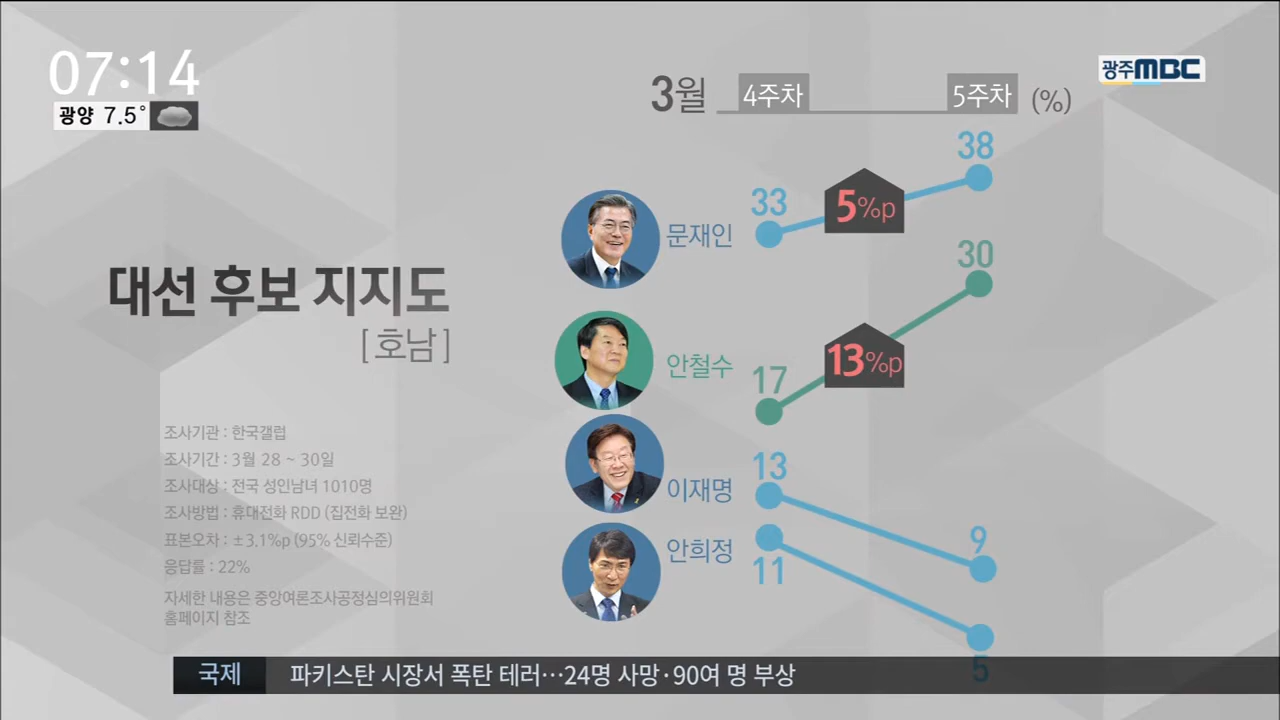 07:14
광양 7.5°
광주MBC
3월 4주차 5주차 (%)
대선 후보 지지도
[호남]
문재인 33 5%p 38
안철수 17 13%p 30
이재명 13 9
안희정 11 5
조사기관 : 한국갤럽
조사기간 : 3월 28 ~ 30일
조사대상 : 전국 성인남녀 1010명
조사방법 : 휴대전화 RDD (집전화 보완)
표본오차 : ±3.1%p (95% 신뢰수준)
응답률 : 22%
자세한 내용은 중앙여론조사공정심의위원회
홈페이지 참조
국제 파키스탄 시장서 폭탄 테러…24명 사망·90여 명 부상